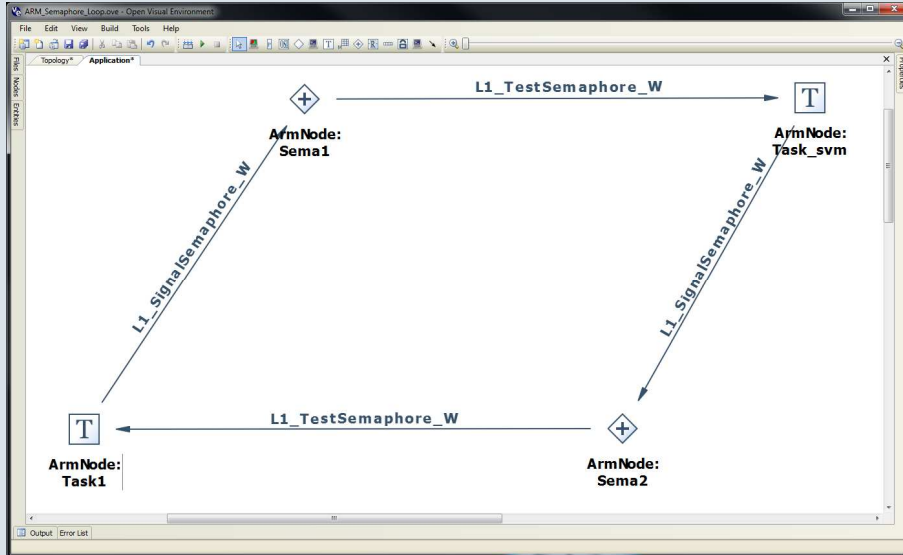 ARM_Semaphore_Loop.ove - Open Visual Environment
File Edit View Build Tools Help
Topology* Application*
Files
Nodes
Entities
Properties
L1_TestSemaphore_W
ArmNode:
Sema1
ArmNode:
Task_svm
L1_SignalSemaphore_W
L1_SignalSemaphore_W
L1_TestSemaphore_W
ArmNode:
Task1
ArmNode:
Sema2
Output Error List